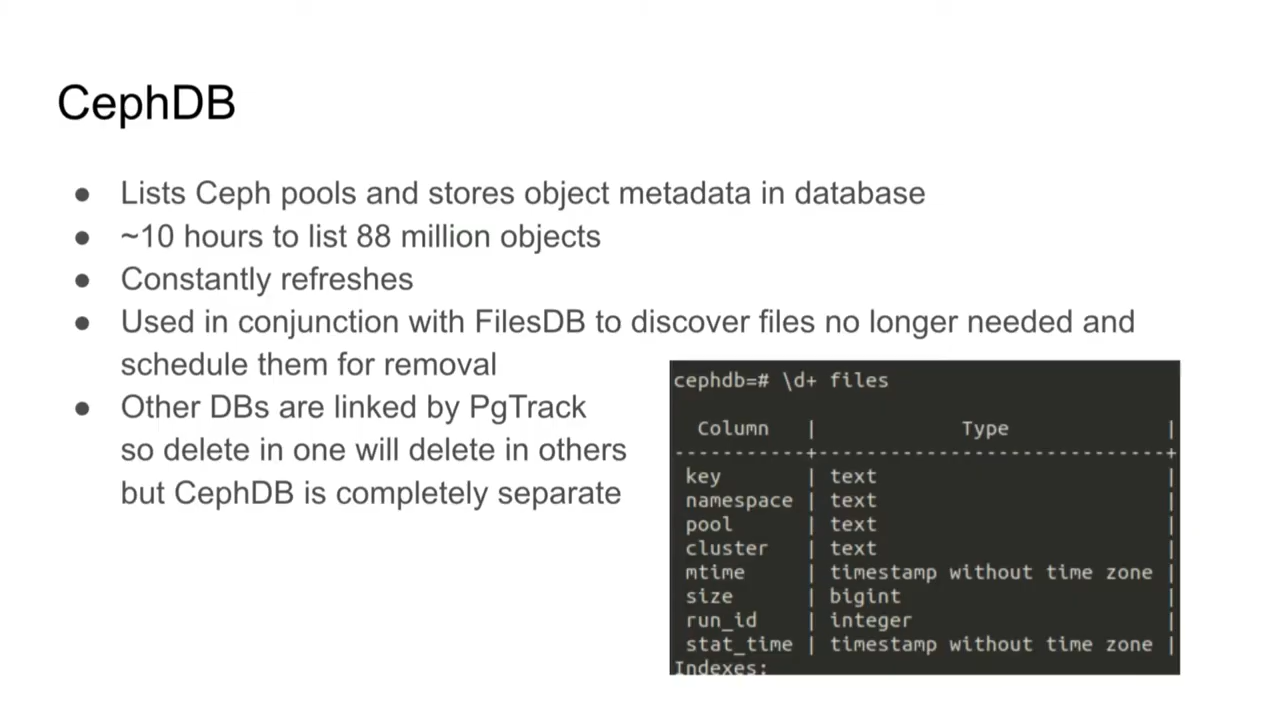 CephDB
● Lists Ceph pools and stores object metadata in database
● ~10 hours to list 88 million objects
● Constantly refreshes
● Used in conjunction with FilesDB to discover files no longer needed and
schedule them for removal
● Other DBs are linked by PgTrack
so delete in one will delete in others
but CephDB is completely separate
cephdb=# \d+ files
Column | Type |
-----------+-----------------------------+
key | text |
namespace | text |
pool | text |
cluster | text |
mtime | timestamp without time zone |
size | bigint |
run_id | integer |
stat_time | timestamp without time zone |
Indexes: